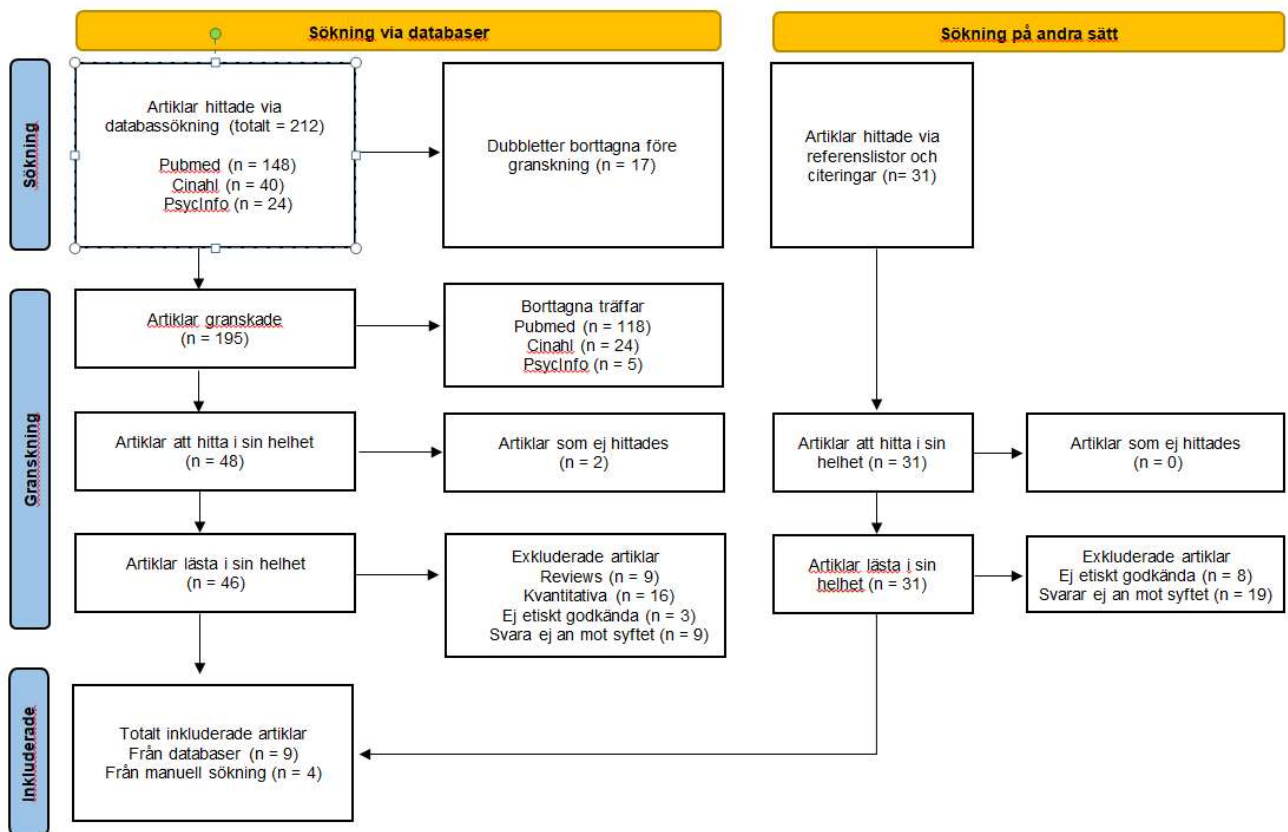 Sökning via databaser
Sökning på andra sätt
Sökning
Artiklar hittade via
databassökning (totalt = 212)
Pubmed (n = 148)
Cinahl (n = 40)
PsycInfo (n = 24)
Dubbletter borttagna före
granskning (n = 17)
Artiklar hittade via
referenslistor och
citeringar (n= 31)
Granskning
Artiklar granskade
(n = 195)
Borttagna träffar
Pubmed (n = 118)
Cinahl (n = 24)
PsycInfo (n = 5)
Artiklar att hitta i sin helhet
(n = 48)
Artiklar som ej hittades
(n = 2)
Artiklar att hitta i sin
helhet (n = 31)
Artiklar som ej hittades
(n = 0)
Artiklar lästa i sin helhet
(n = 46)
Exkluderade artiklar
Reviews (n = 9)
Kvantitativa (n = 16)
Ej etiskt godkända (n = 3)
Svara ej an mot syftet (n = 9)
Artiklar lästa i sin
helhet (n = 31)
Exkluderade artiklar
Ej etiskt godkända (n = 8)
Svarar ej an mot syftet (n = 19)
Inkluderade
Totalt inkluderade artiklar
Från databaser (n = 9)
Från manuell sökning (n = 4)